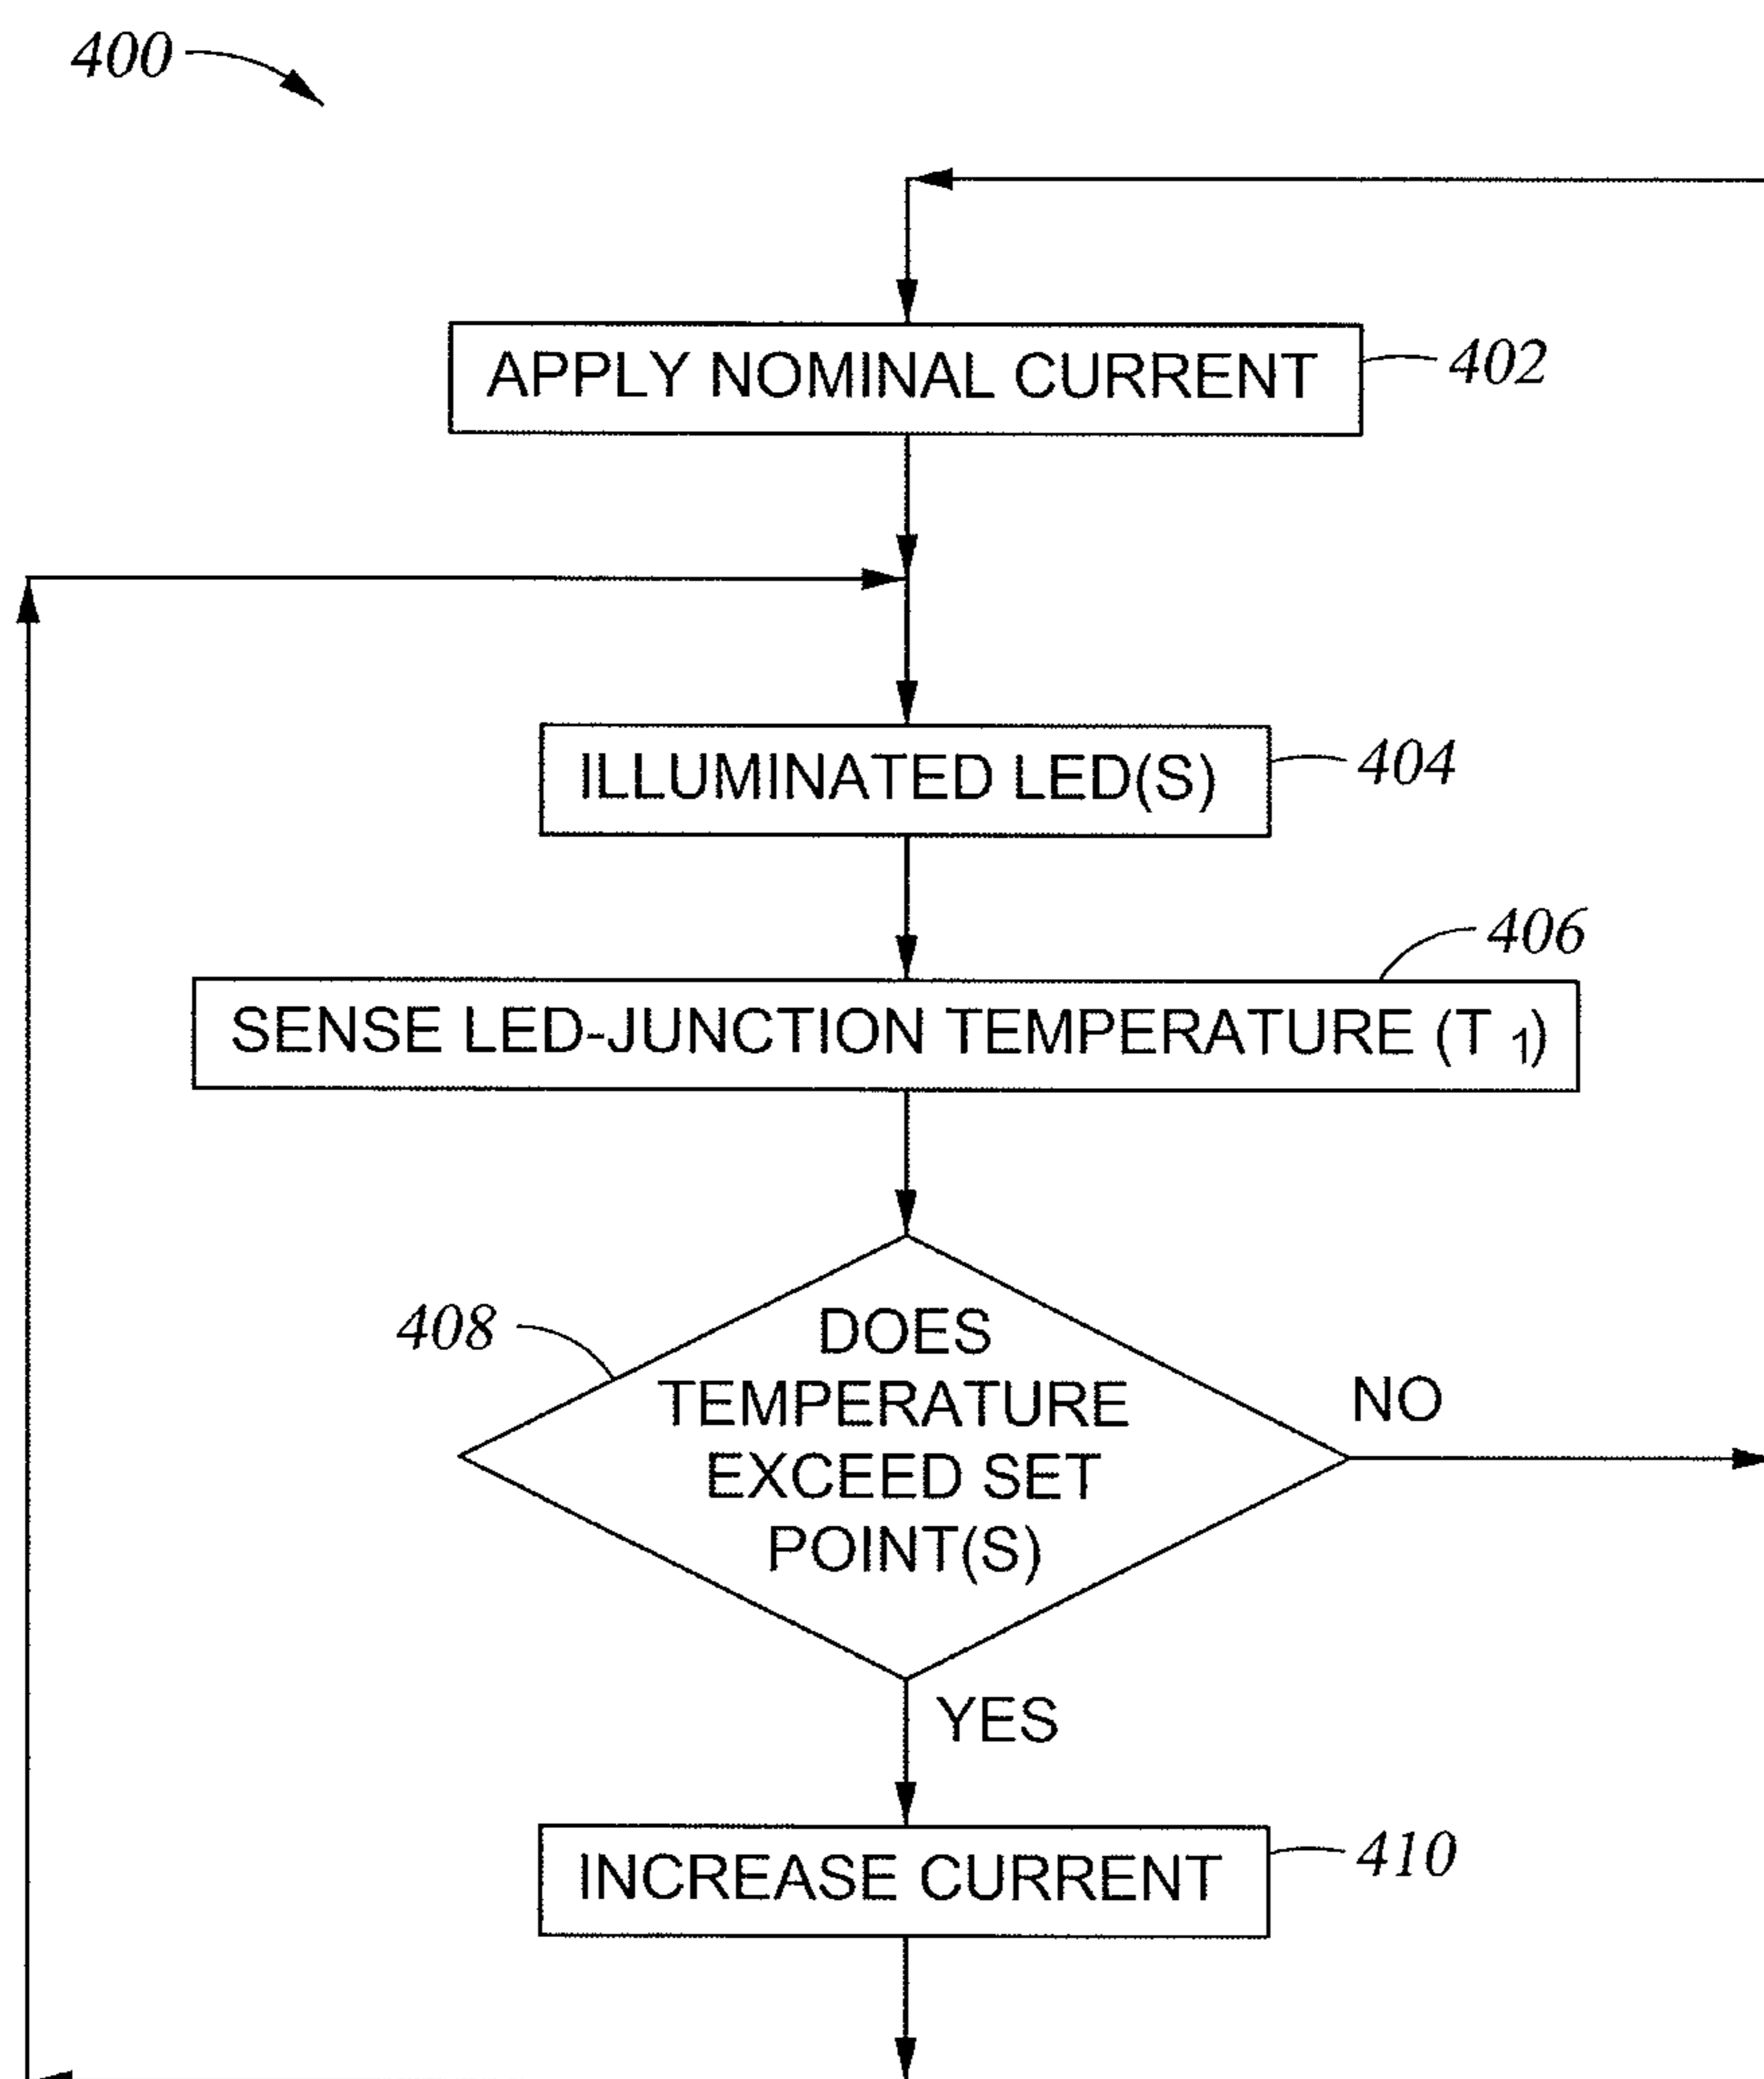 400
APPLY NOMINAL CURRENT
402
ILLUMINATED LED(S)
404
406
SENSE LED-JUNCTION TEMPERATURE (T 1)
408
DOES
TEMPERATURE
EXCEED SET
POINT(S)
NO
YES
INCREASE CURRENT
410